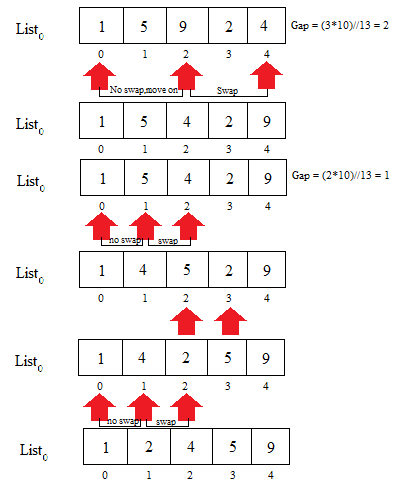 List0 1 5 9 2 4 Gap = (3*10)//13 = 2
0 1 2 3 4
No swap,move on Swap
List0 1 5 4 2 9
0 1 2 3 4
List0 1 5 4 2 9 Gap = (2*10)//13 = 1
0 1 2 3 4
no swap swap
List0 1 4 5 2 9
0 1 2 3 4
List0 1 4 2 5 9
0 1 2 3 4
no swap swap
List0 1 2 4 5 9
0 1 2 3 4